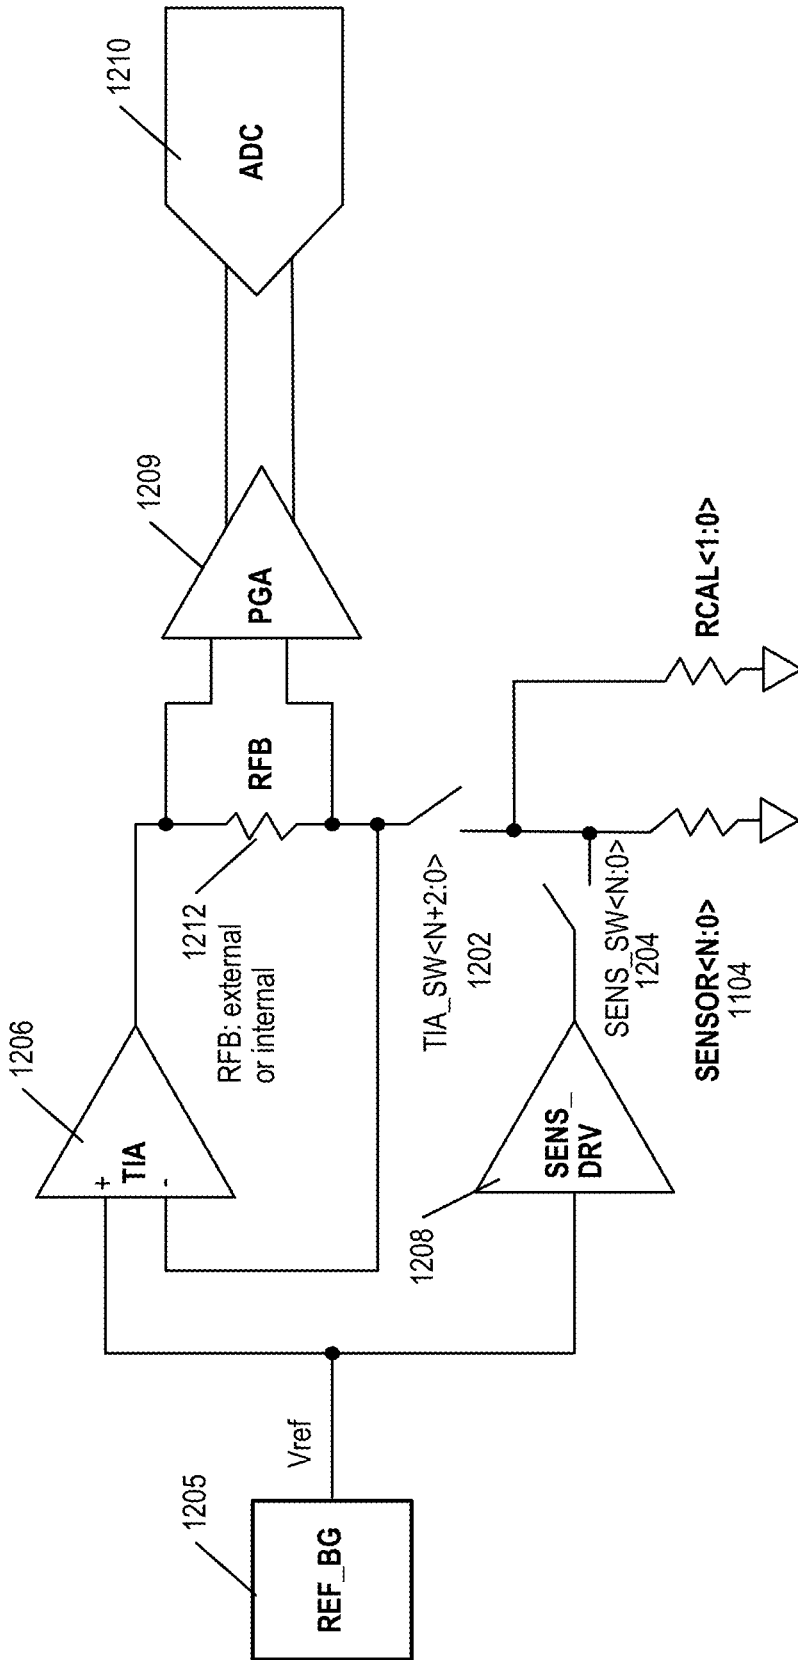 1205
REF_BG
Vref
1206
+
TIA
-
1212
RFB: external
or internal
RFB
1209
PGA
1210
ADC
1208
SENS_
DRV
TIA_SW<N+2:0>
1202
SENS_SW<N:0>
1204
SENSOR<N:0>
1104
RCAL<1:0>